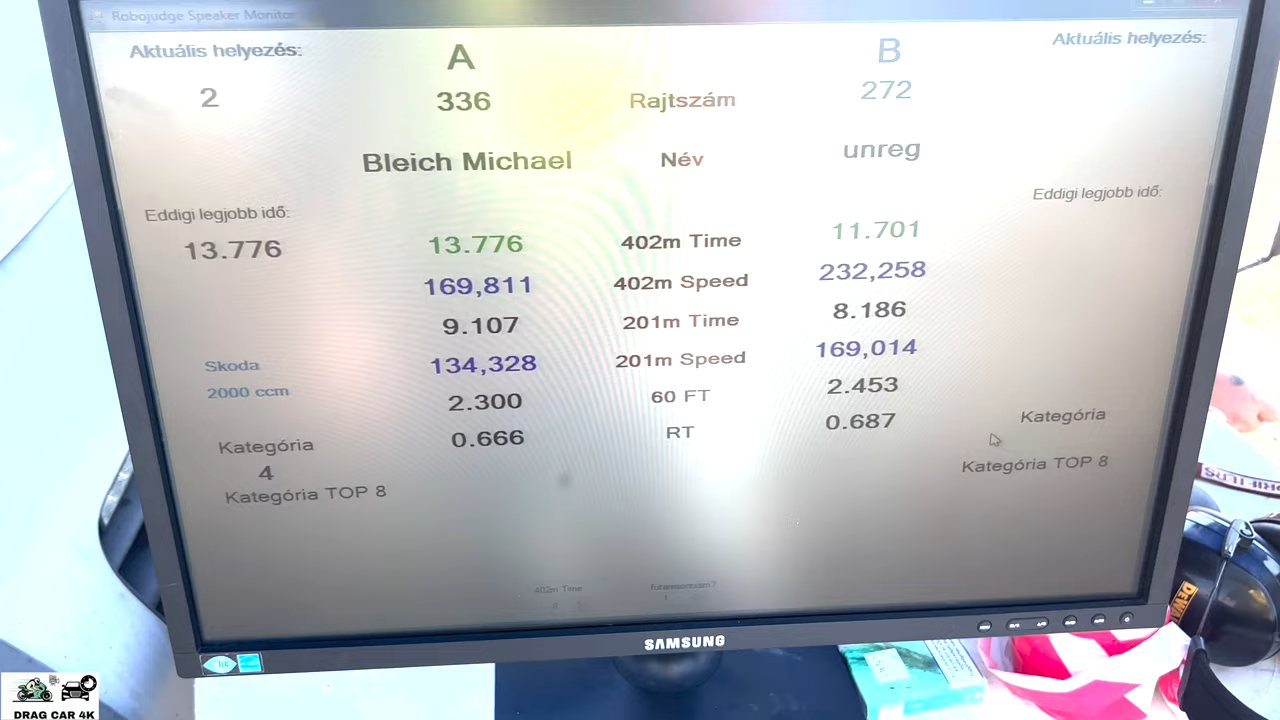 Robojudge Speaker Monitor
Aktuális helyezés: A B Aktuális helyezés:
2 336 Rajtszám 272
Bleich Michael Név unreg
Eddigi legjobb idő: Eddigi legjobb idő:
13.776 13.776 402m Time 11.701
169,811 402m Speed 232,258
9.107 201m Time 8.186
Skoda 134,328 201m Speed 169,014
2000 ccm 2.300 60 FT 2.453
Kategória 0.666 RT 0.687 Kategória
4
Kategória TOP 8 Kategória TOP 8
402m Time
SAMSUNG
DRAG CAR 4K